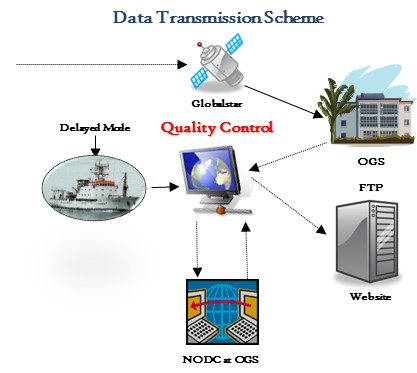 Data Transmission Scheme
Globalstar
Delayed Mode
Quality Control
OGS
FTP
Website
NODC at OGS